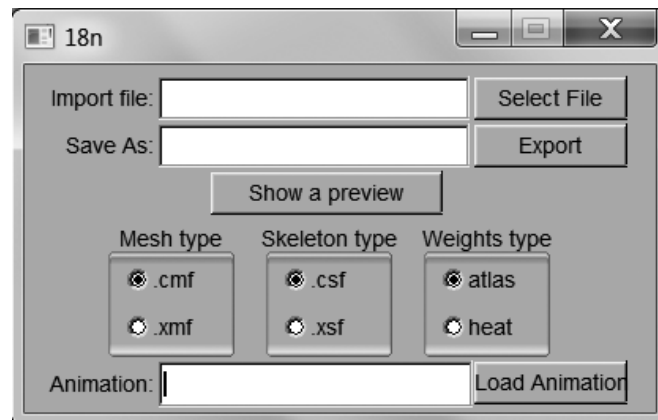 18n
Import file: Select File
Save As: Export
Show a preview
Mesh type Skeleton type Weights type
.cmf .csf atlas
.xmf .xsf heat
Animation: Load Animation